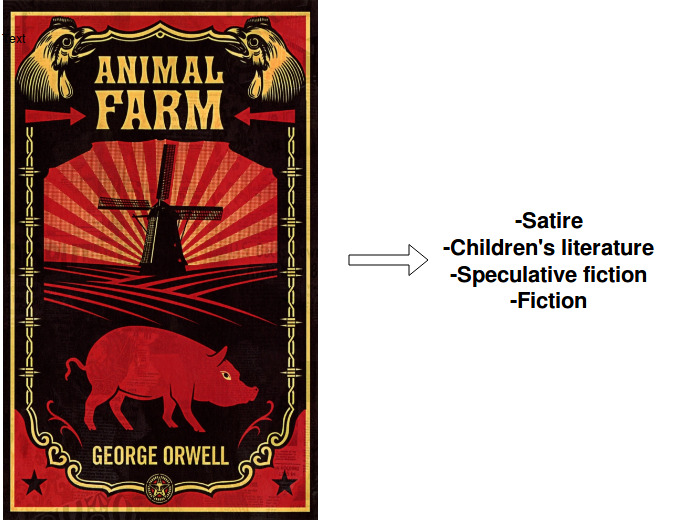 Text
ANIMAL
FARM
GEORGE ORWELL
-Satire
-Children's literature
-Speculative fiction
-Fiction